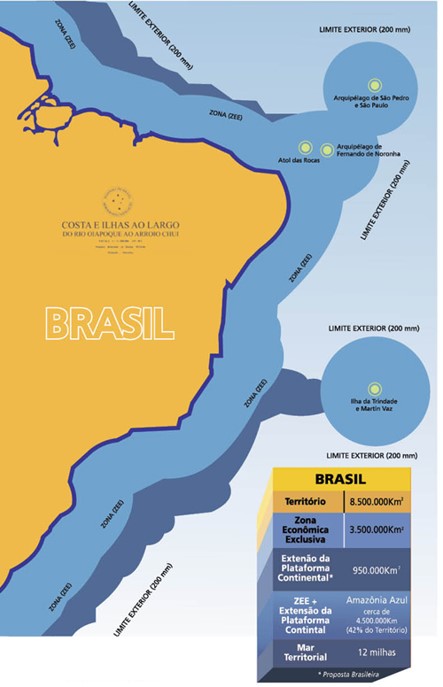 LIMITE EXTERIOR (200 mm)
ZONA (ZEE)
LIMITE EXTERIOR (200 mm)
Arquipélago de São Pedro
e São Paulo
ZONA (ZEE)
Atol das Rocas
Arquipélago de
Fernando de Noronha
LIMITE EXTERIOR (200 mm)
COSTA E ILHAS AO LARGO
DO RIO OIAPOQUE AO ARROIO CHUI
ZONA (ZEE)
BRASIL
LIMITE EXTERIOR (200 mm)
Ilha da Trindade
e Martin Vaz
ZONA (ZEE)
LIMITE EXTERIOR (200 mm)
ZONA (ZEE)
LIMITE EXTERIOR (200 mm)
ZONA (ZEE)
BRASIL
Território 8.500.000Km²
Zona
Econômica
Exclusiva
3.500.000Km²
Extenão da
Plataforma
Continental*
950.000Km²
ZEE +
Extensão da
Plataforma
Contintal
Amazônia Azul
cerca de
4.500.000Km
(42% do Território)
Mar
Territorial
12 milhas
* Proposta Brasileira